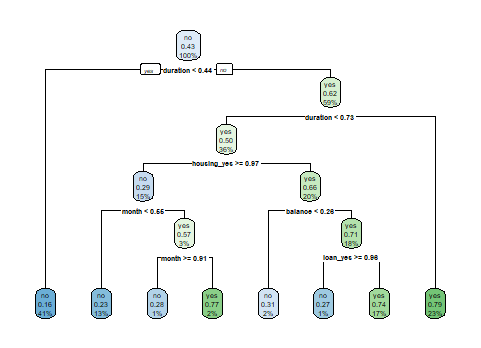 no
0.43
100%
yes duration < 0.44 no
yes
0.62
59%
duration < 0.73
yes
0.50
36%
housing_yes >= 0.97
no
0.29
15%
yes
0.66
20%
month < 0.55
balance < 0.26
yes
0.57
3%
yes
0.71
18%
month >= 0.91
loan_yes >= 0.96
no
0.16
41%
no
0.23
13%
no
0.28
1%
yes
0.77
2%
no
0.31
2%
no
0.27
1%
yes
0.74
17%
yes
0.79
23%